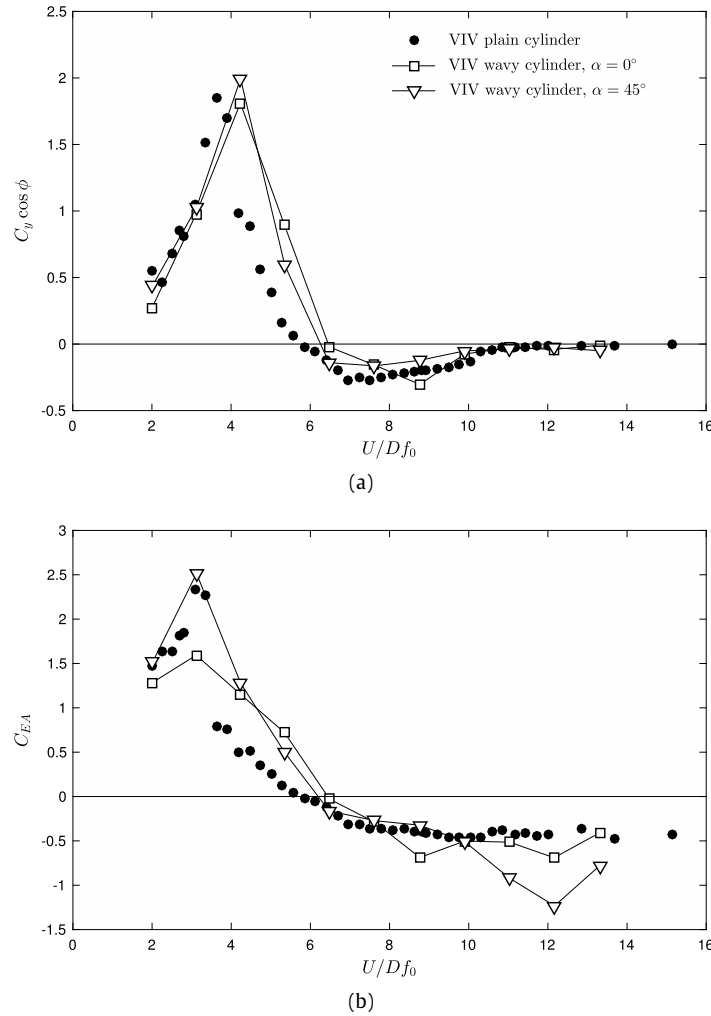 2.5
VIV plain cylinder
VIV wavy cylinder, α = 0°
VIV wavy cylinder, α = 45°
2
1.5
1
0.5
0
-0.5
C_y cos ϕ
0 2 4 6 8 10 12 14 16
U/Df_0
(a)
3
2.5
2
1.5
1
0.5
0
-0.5
-1
-1.5
C_EA
0 2 4 6 8 10 12 14 16
U/Df_0
(b)